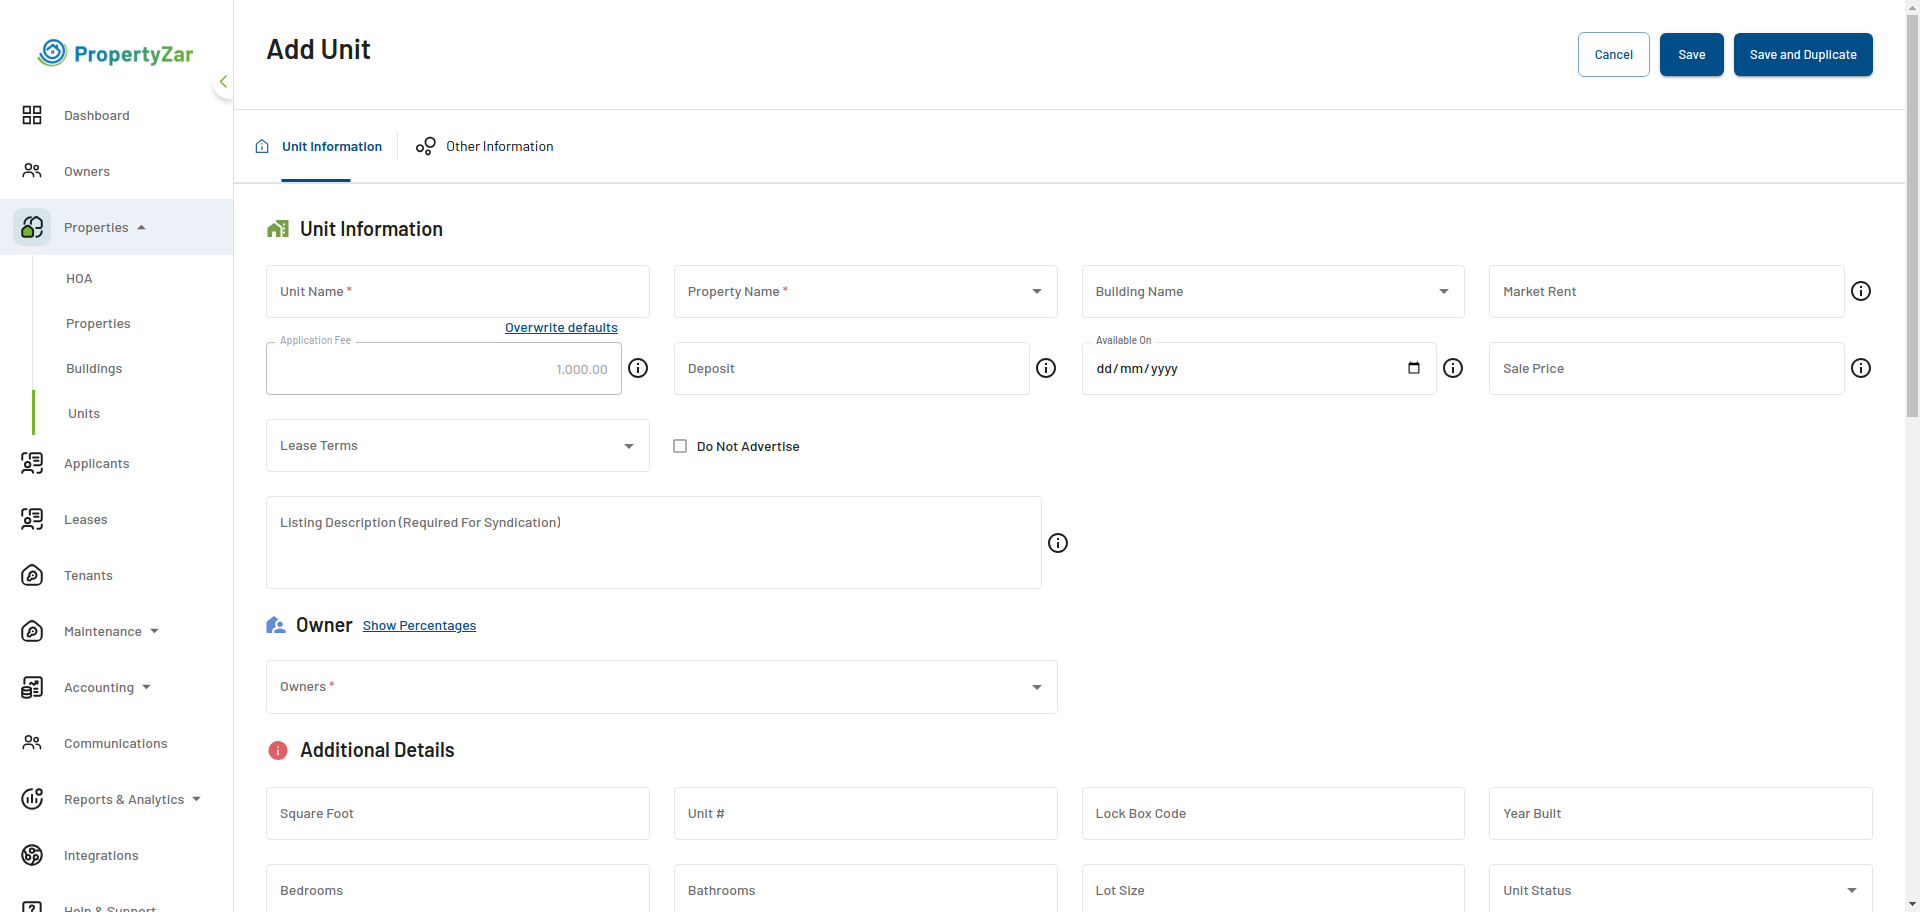 PropertyZar
Dashboard
Owners
Properties
HOA
Properties
Buildings
Units
Applicants
Leases
Tenants
Maintenance
Accounting
Communications
Reports & Analytics
Integrations
Help & Support
Add Unit
Cancel
Save
Save and Duplicate
Unit Information
Other Information
Unit Information
Unit Name *
Property Name *
Building Name
Market Rent
Overwrite defaults
Application Fee
1,000.00
Deposit
Available On
dd/mm/yyyy
Sale Price
Lease Terms
Do Not Advertise
Listing Description (Required For Syndication)
Owner Show Percentages
Owners *
Additional Details
Square Foot
Unit #
Lock Box Code
Year Built
Bedrooms
Bathrooms
Lot Size
Unit Status